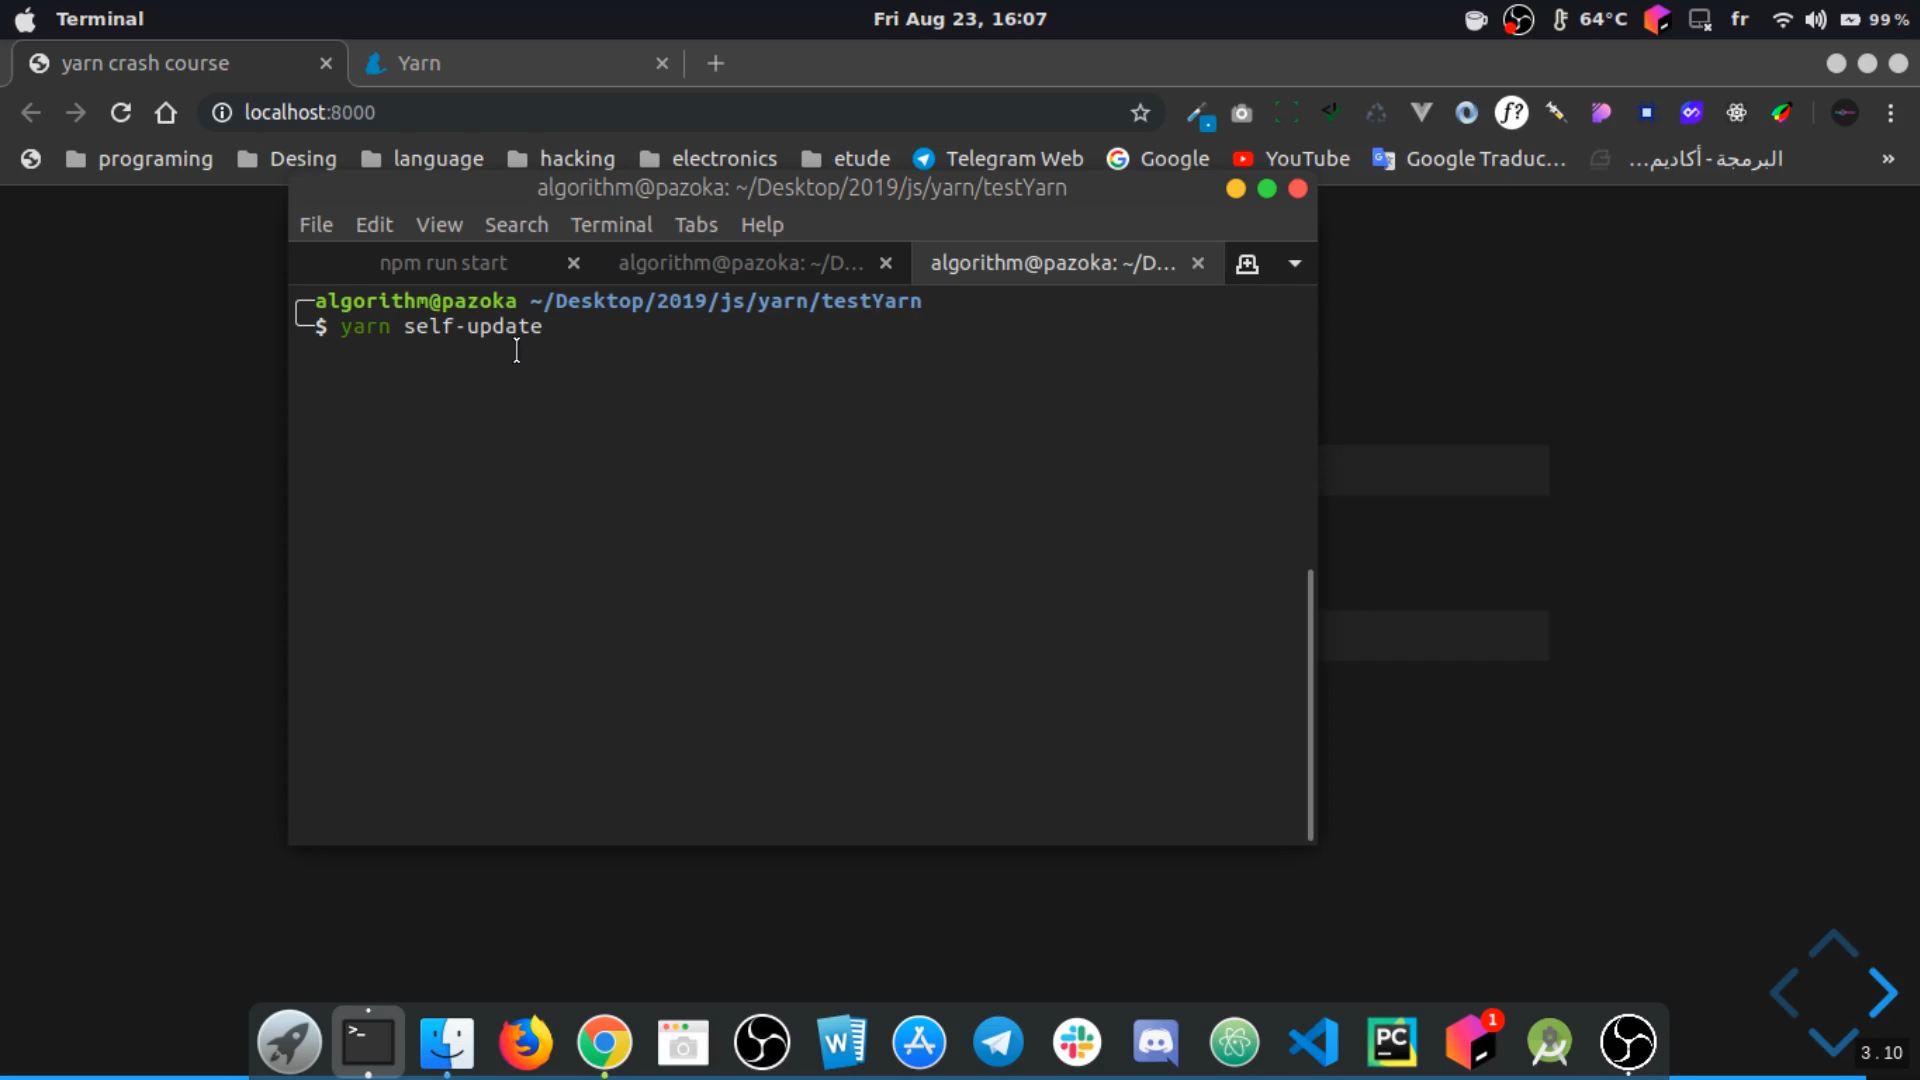 Terminal
Fri Aug 23, 16:07
64°C
fr
99%
yarn crash course
Yarn
localhost:8000
f?
programing
Desing
language
hacking
electronics
etude
Telegram Web
Google
YouTube
Google Traduc...
البرمجة - أكاديم...
»
algorithm@pazoka: ~/Desktop/2019/js/yarn/testYarn
File Edit View Search Terminal Tabs Help
npm run start
algorithm@pazoka: ~/D...
algorithm@pazoka: ~/D...
algorithm@pazoka ~/Desktop/2019/js/yarn/testYarn
$ yarn self-update
>_
W
PC
1
3.10